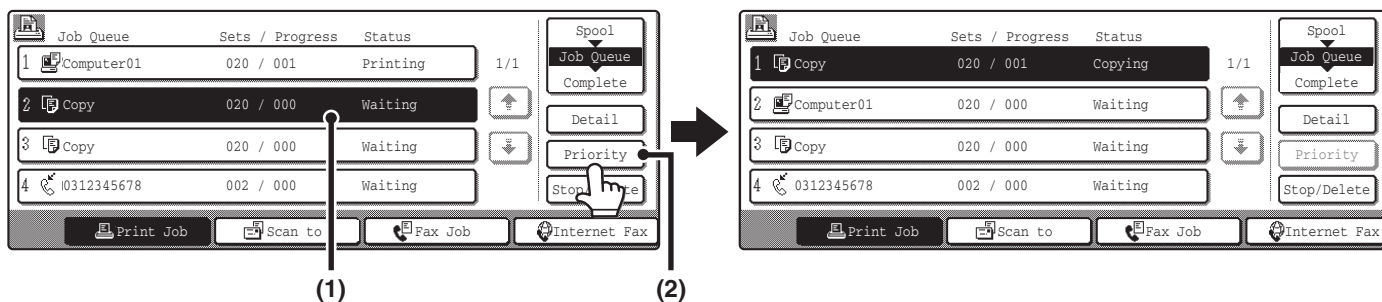 Job Queue Sets / Progress Status
1 Computer01 020 / 001 Printing
2 Copy 020 / 000 Waiting
3 Copy 020 / 000 Waiting
4 0312345678 002 / 000 Waiting
1/1
Spool
Job Queue
Complete
Detail
Priority
Print Job Scan to Fax Job Internet Fax
(1) (2)
Job Queue Sets / Progress Status
1 Copy 020 / 001 Copying
2 Computer01 020 / 000 Waiting
3 Copy 020 / 000 Waiting
4 0312345678 002 / 000 Waiting
1/1
Spool
Job Queue
Complete
Detail
Priority
Stop/Delete
Print Job Scan to Fax Job Internet Fax